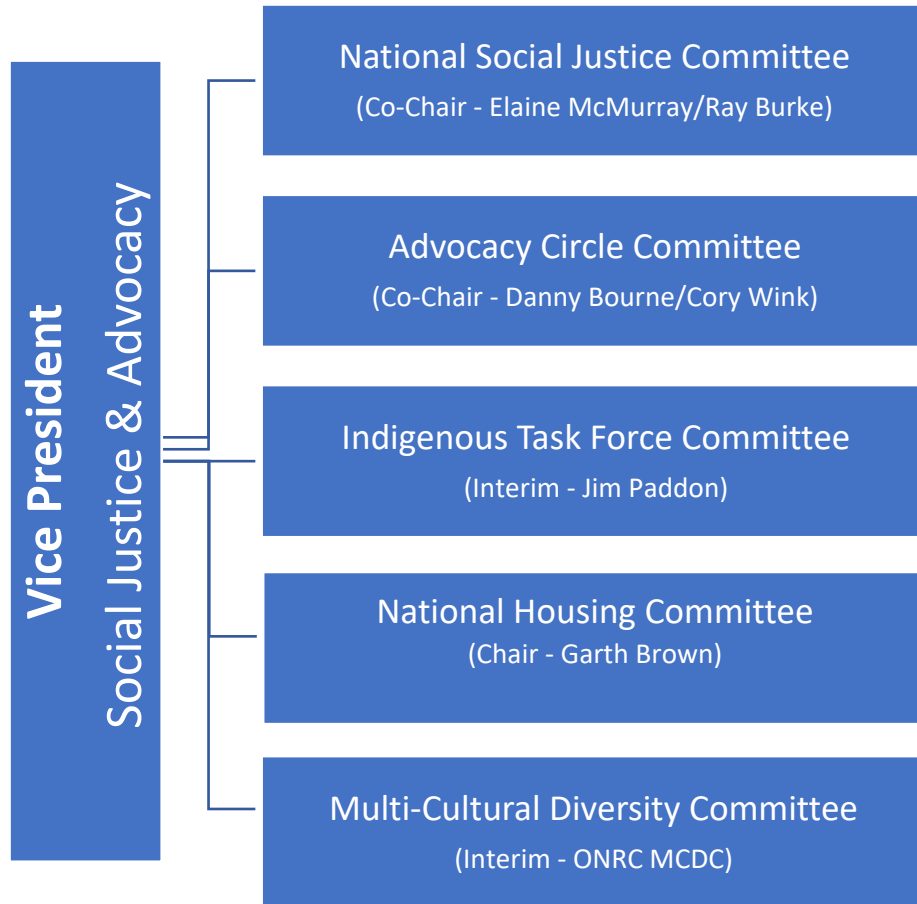 Vice President
Social Justice & Advocacy
National Social Justice Committee
(Co-Chair - Elaine McMurray/Ray Burke)
Advocacy Circle Committee
(Co-Chair - Danny Bourne/Cory Wink)
Indigenous Task Force Committee
(Interim - Jim Paddon)
National Housing Committee
(Chair - Garth Brown)
Multi-Cultural Diversity Committee
(Interim - ONRC MCDC)